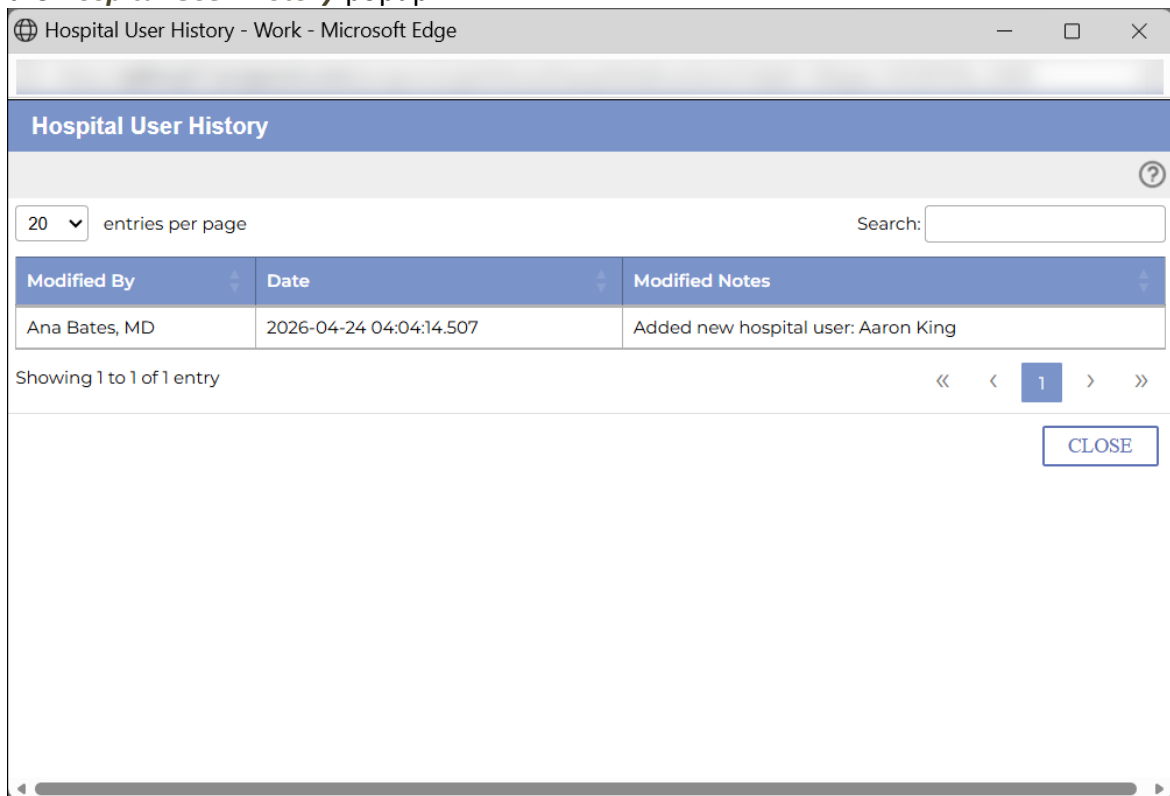 Hospital User History - Work - Microsoft Edge
Hospital User History
20 entries per page Search:
Modified By Date Modified Notes
Ana Bates, MD 2026-04-24 04:04:14.507 Added new hospital user: Aaron King
Showing 1 to 1 of 1 entry « ‹ 1 › »
CLOSE